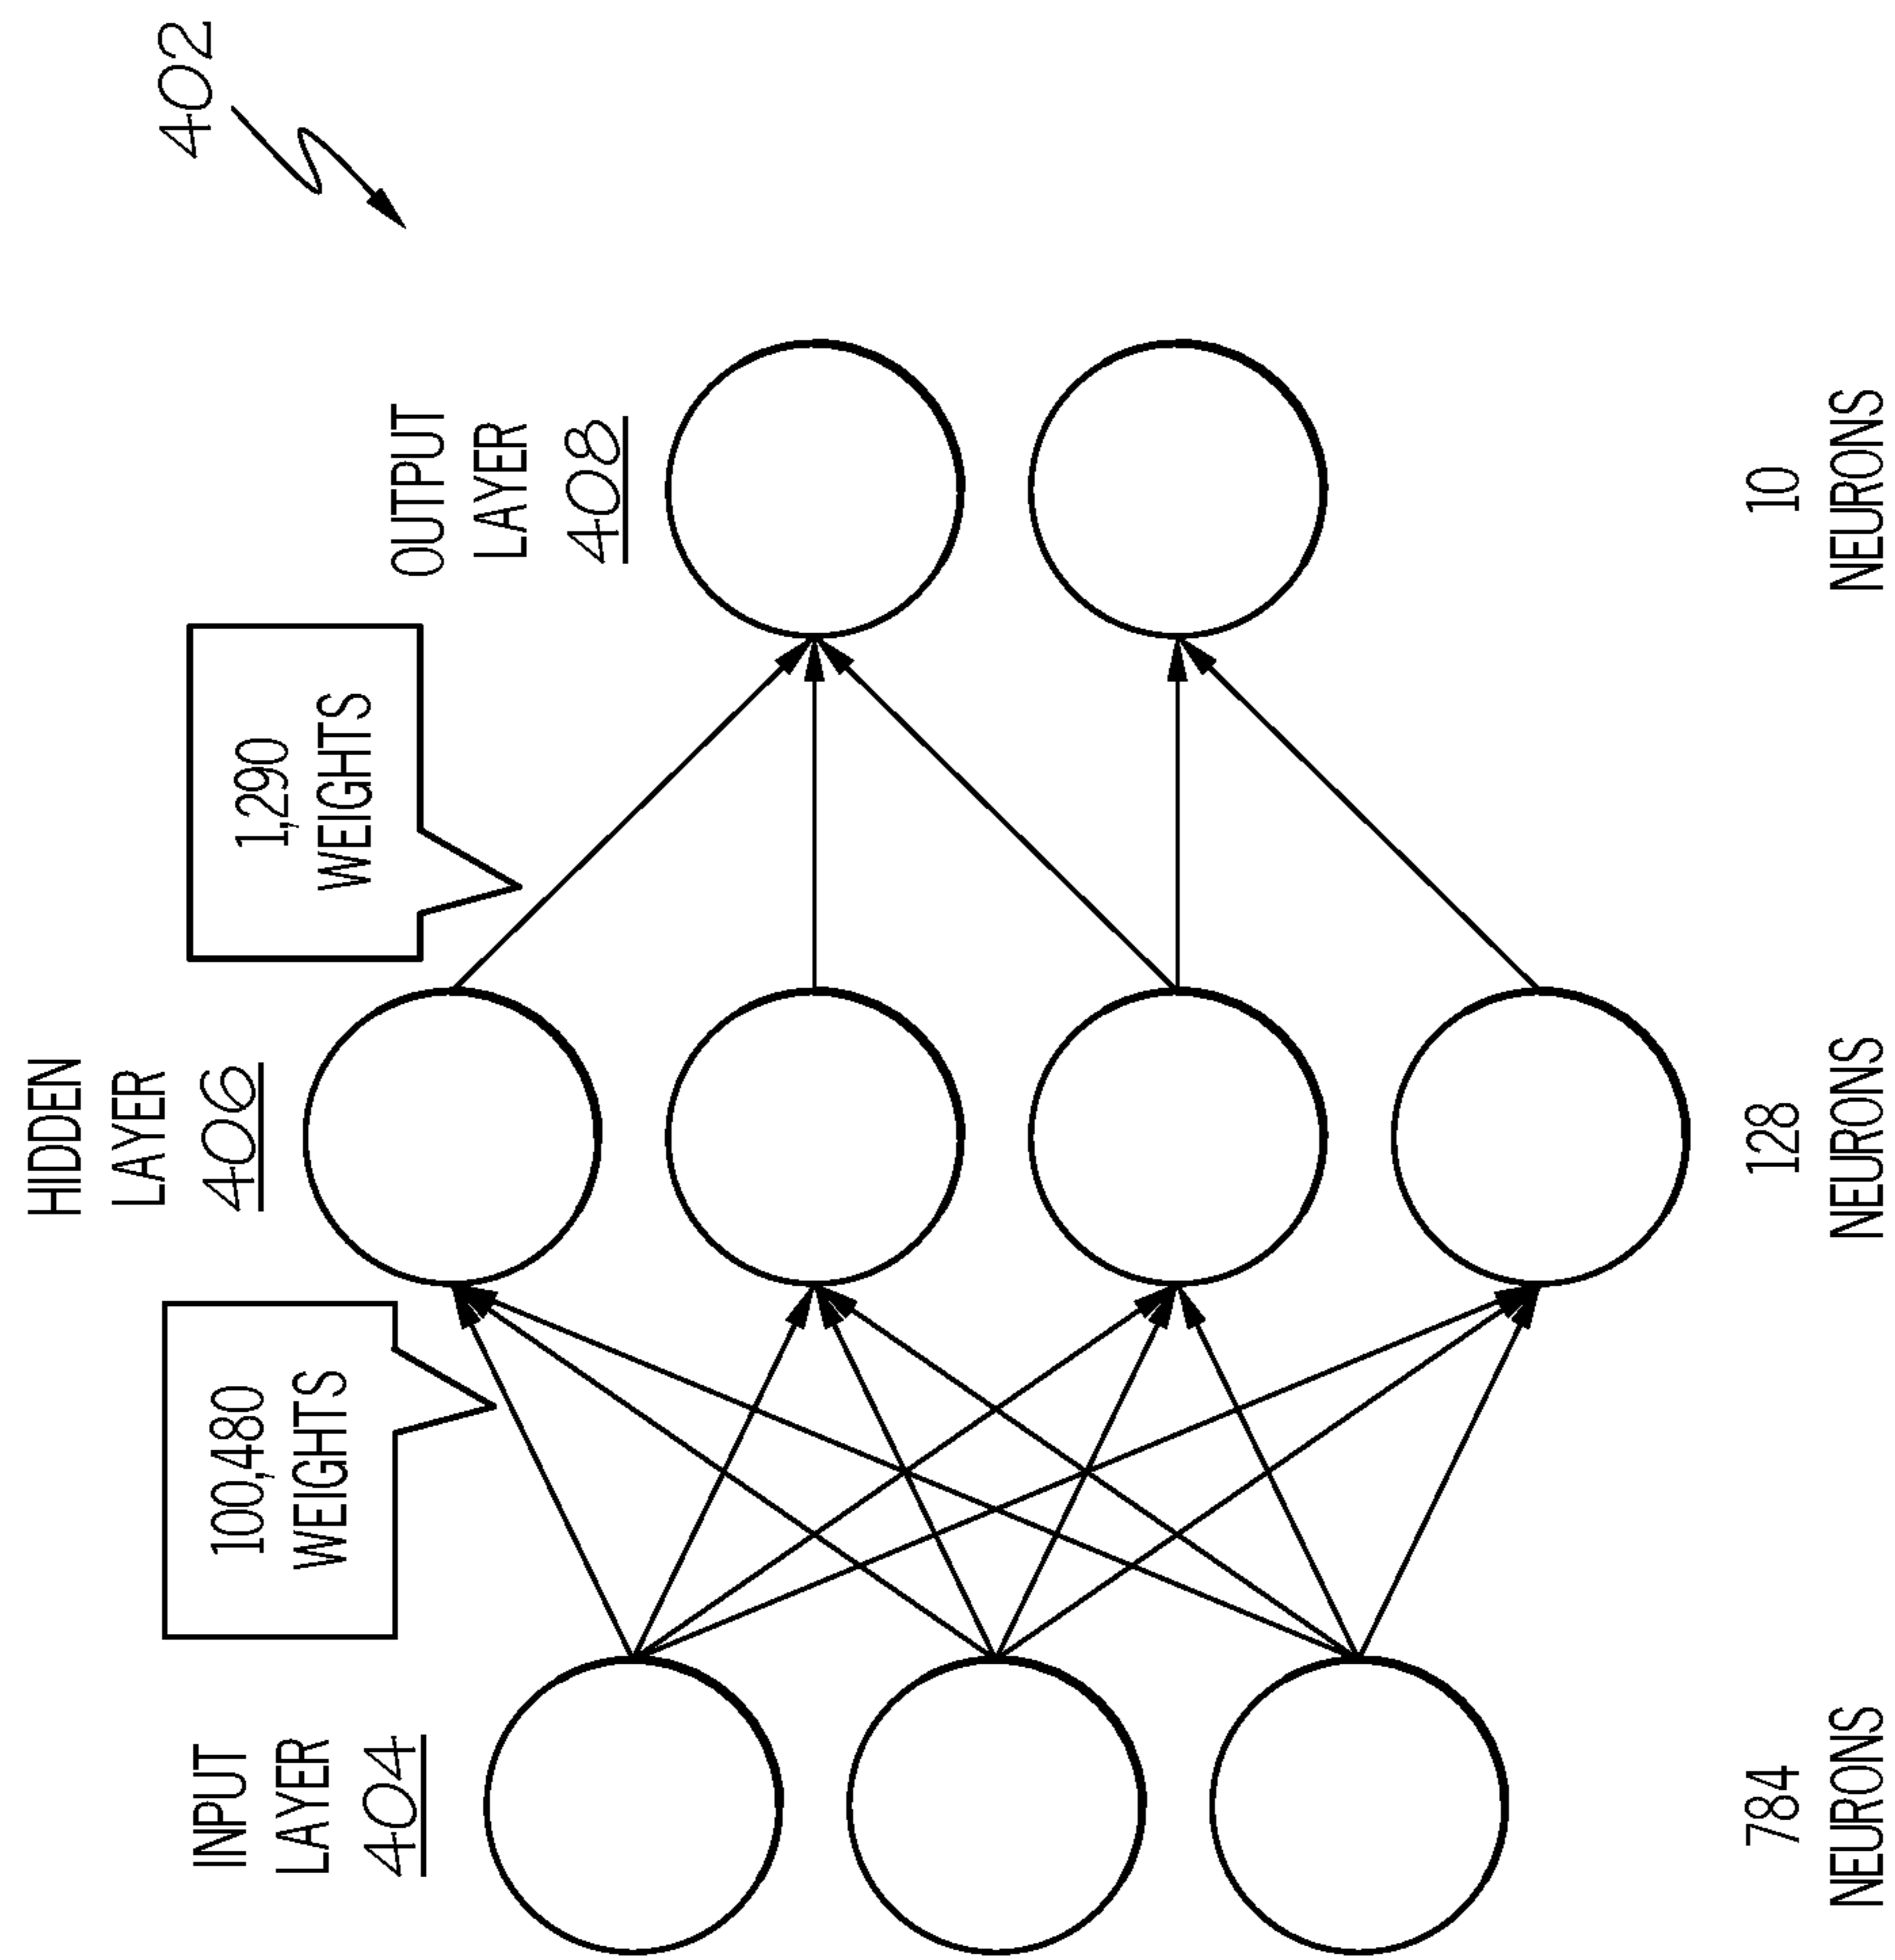 402
INPUT
LAYER
404
HIDDEN
LAYER
406
OUTPUT
LAYER
408
100,480
WEIGHTS
1,290
WEIGHTS
784
NEURONS
128
NEURONS
10
NEURONS